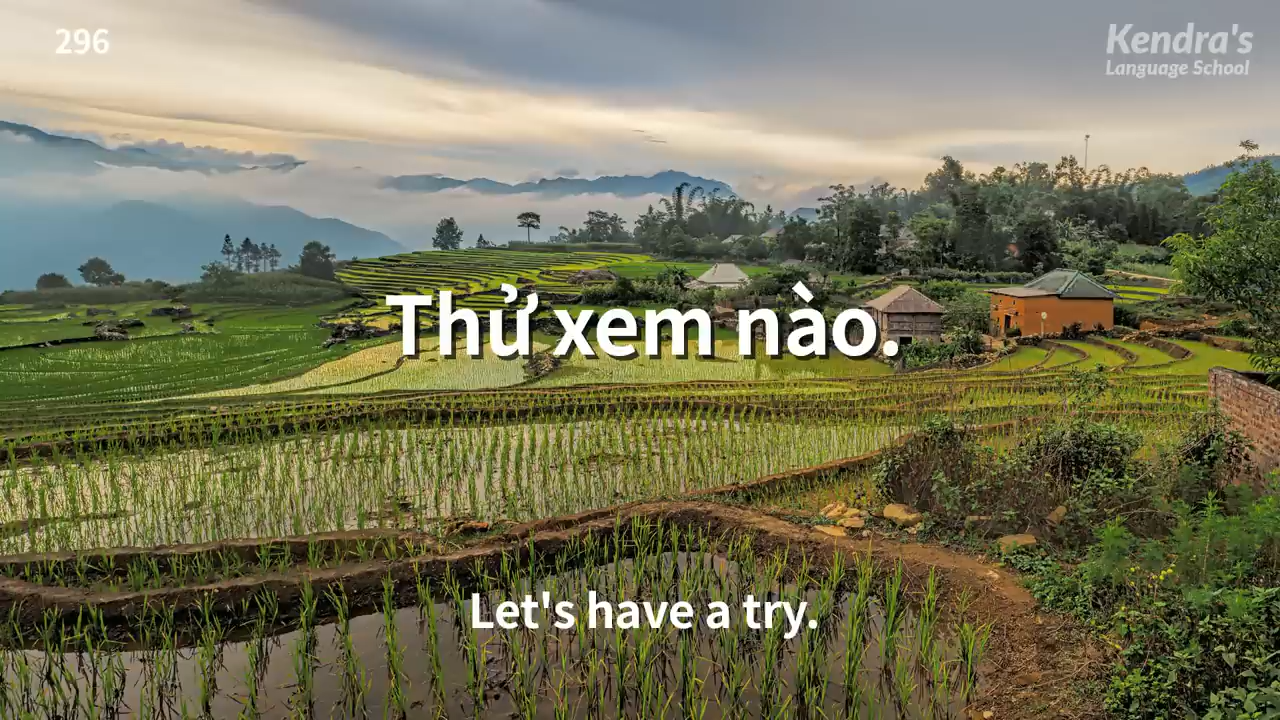 296
Kendra's
Language School
Thử xem nào.
Let's have a try.